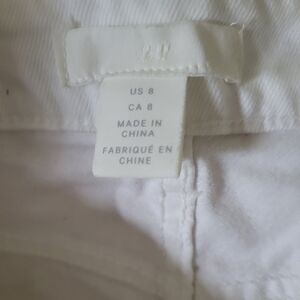 US 8
CA 8
MADE IN
CHINA
FABRIQUÉ EN
CHINE